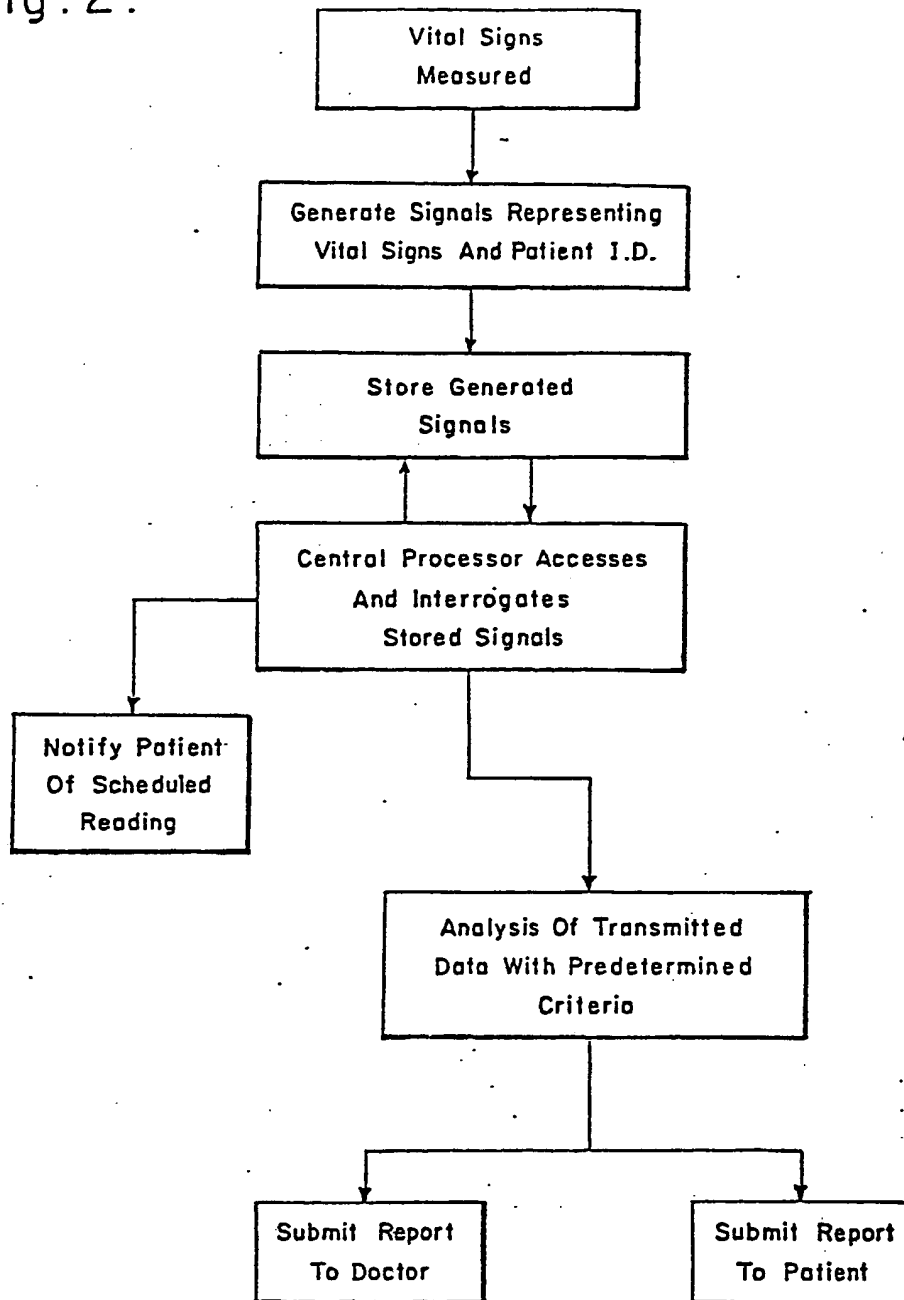 ig. 2.
Vital Signs
Measured
Generate Signals Representing
Vital Signs And Patient I.D.
Store Generated
Signals
Central Processor Accesses
And Interrogates
Stored Signals
Notify Patient
Of Scheduled
Reading
Analysis Of Transmitted
Data With Predetermined
Criteria
Submit Report
To Doctor
Submit Report
To Patient